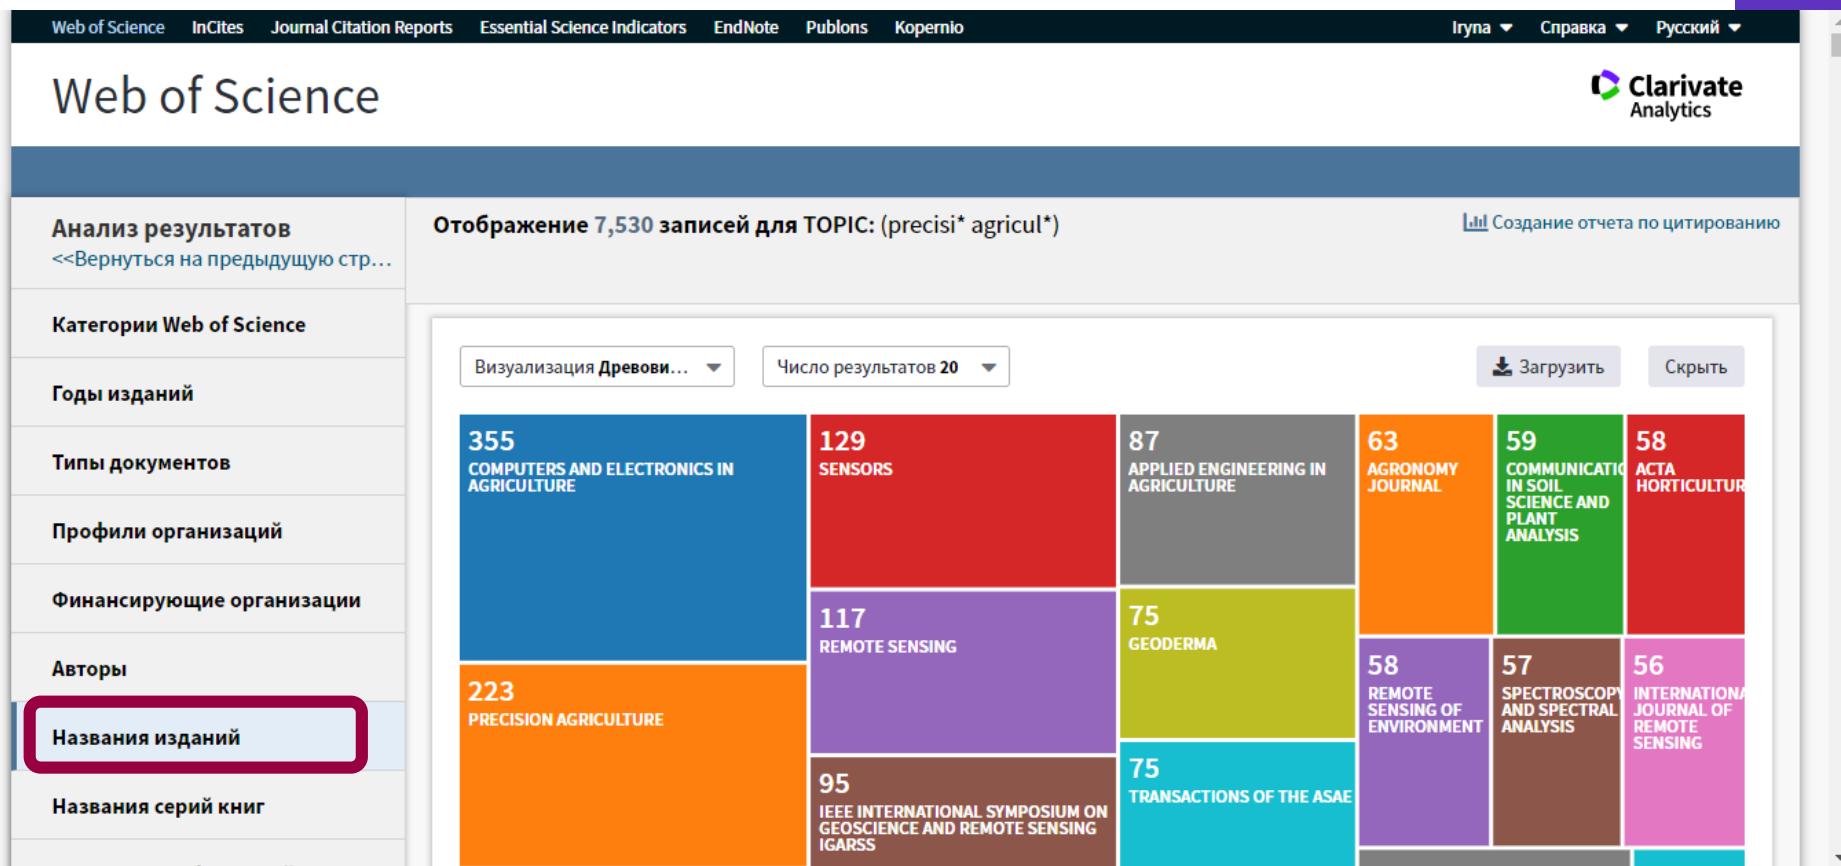 Web of Science InCites Journal Citation Reports Essential Science Indicators EndNote Publons Kopernio Iryna Справка Русский
Web of Science
Clarivate
Analytics
Анализ результатов
<<Вернуться на предыдущую стр...
Отображение 7,530 записей для TOPIC: (precisi* agricul*)
Создание отчета по цитированию
Категории Web of Science
Годы изданий
Типы документов
Профили организаций
Финансирующие организации
Авторы
Названия изданий
Названия серий книг
Визуализация Древови... Число результатов 20 Загрузить Скрыть
355
COMPUTERS AND ELECTRONICS IN
AGRICULTURE
223
PRECISION AGRICULTURE
129
SENSORS
117
REMOTE SENSING
95
IEEE INTERNATIONAL SYMPOSIUM ON
GEOSCIENCE AND REMOTE SENSING
IGARSS
87
APPLIED ENGINEERING IN
AGRICULTURE
75
GEODERMA
75
TRANSACTIONS OF THE ASAE
63
AGRONOMY
JOURNAL
59
COMMUNICATIO
IN SOIL
SCIENCE AND
PLANT
ANALYSIS
58
ACTA
HORTICULTUR
58
REMOTE
SENSING OF
ENVIRONMENT
57
SPECTROSCOPY
AND SPECTRAL
ANALYSIS
56
INTERNATIONA
JOURNAL OF
REMOTE
SENSING